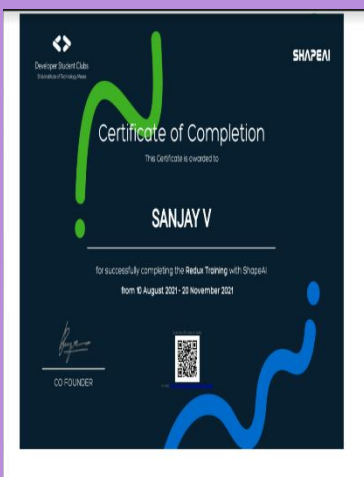 Developer Student Clubs
SHAPEAI
Certificate of Completion
This Certificate is awarded to
SANJAY V
for successfully completing the Redux Training with ShapeAI
from 10 August 2021 - 20 November 2021
CO FOUNDER